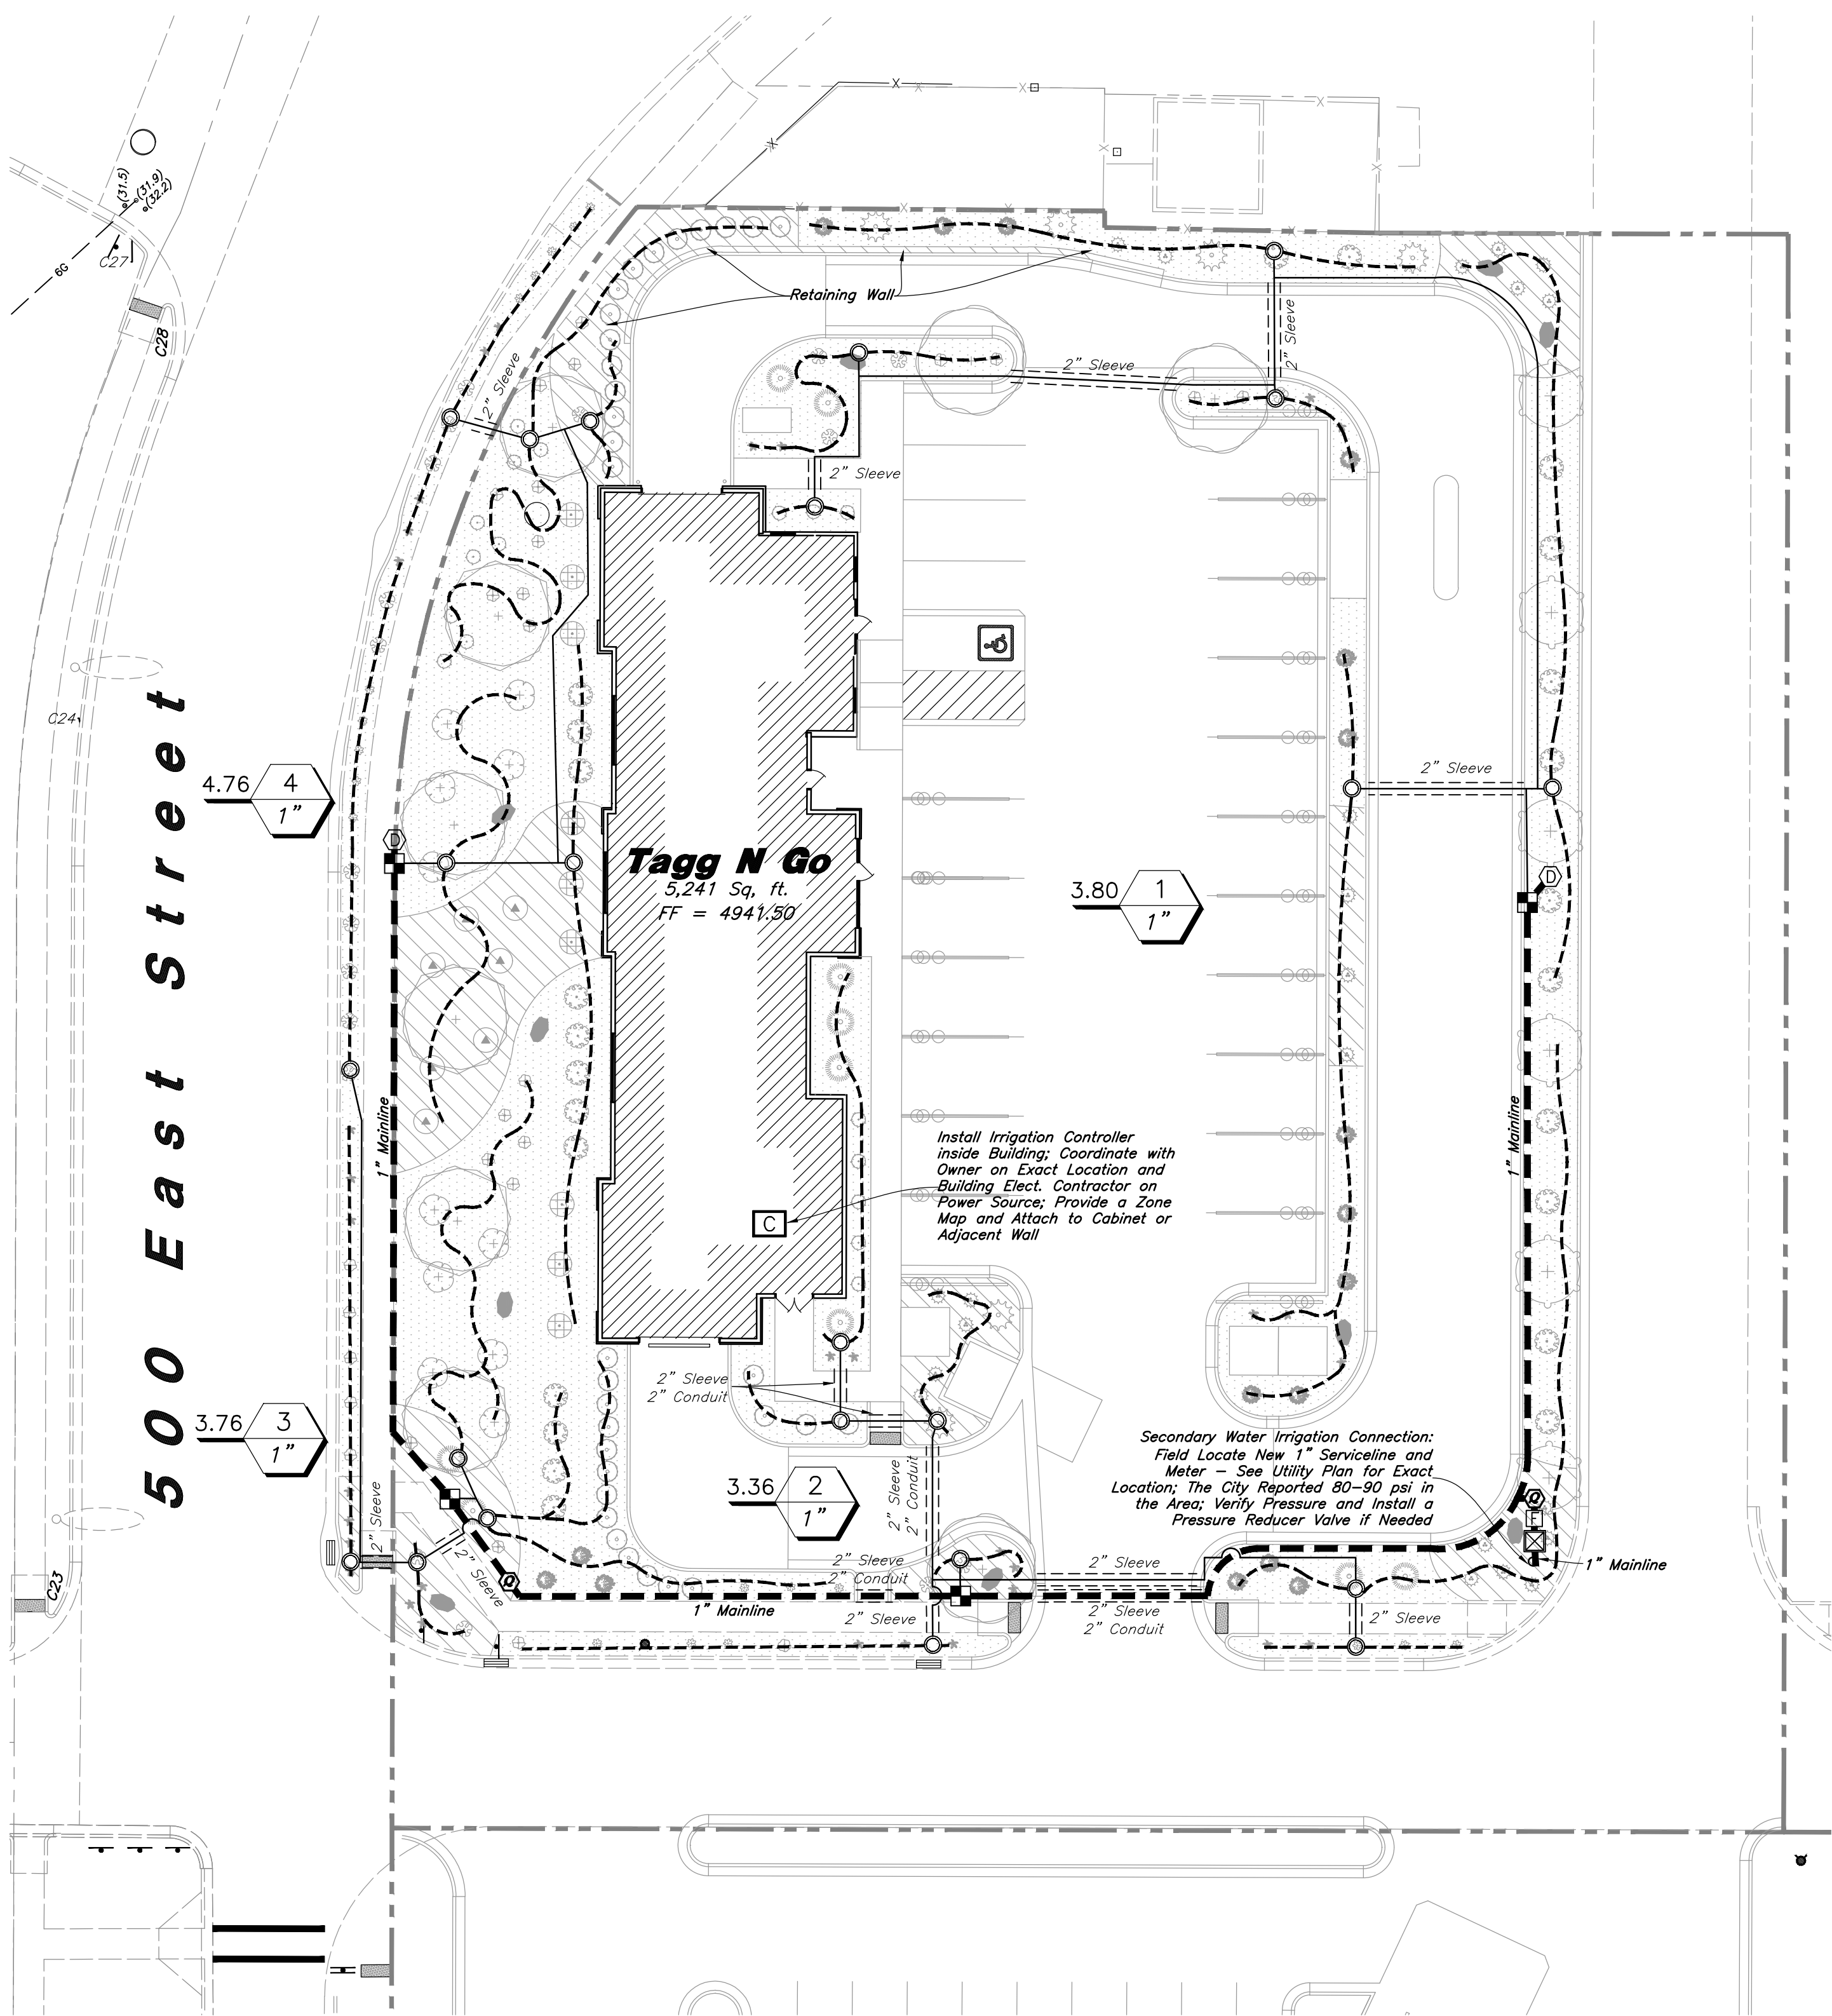 (31.5)
(31.9)
(32.2)
6G
C27
C28
Retaining Wall
2" Sleeve
2" Sleeve
2" Sleeve
2" Sleeve
C24
500 East Street
4.76
4
1"
D
2" Sleeve
Tagg N Go
5,241 Sq. ft.
FF = 4941.50
3.80
1
1"
D
1" Mainline
1" Mainline
Install Irrigation Controller
inside Building; Coordinate with
Owner on Exact Location and
Building Elect. Contractor on
Power Source; Provide a Zone
Map and Attach to Cabinet or
Adjacent Wall
C
2" Sleeve
2" Conduit
3.76
3
1"
Secondary Water Irrigation Connection:
Field Locate New 1" Serviceline and
Meter - See Utility Plan for Exact
Location; The City Reported 80-90 psi in
the Area; Verify Pressure and Install a
Pressure Reducer Valve if Needed
3.36
2
1"
2" Sleeve
2" Conduit
2" Sleeve
2" Sleeve
Q
F
Q
2" Sleeve
2" Conduit
2" Sleeve
1" Mainline
C23
1" Mainline
2" Sleeve
2" Sleeve
2" Conduit
2" Sleeve